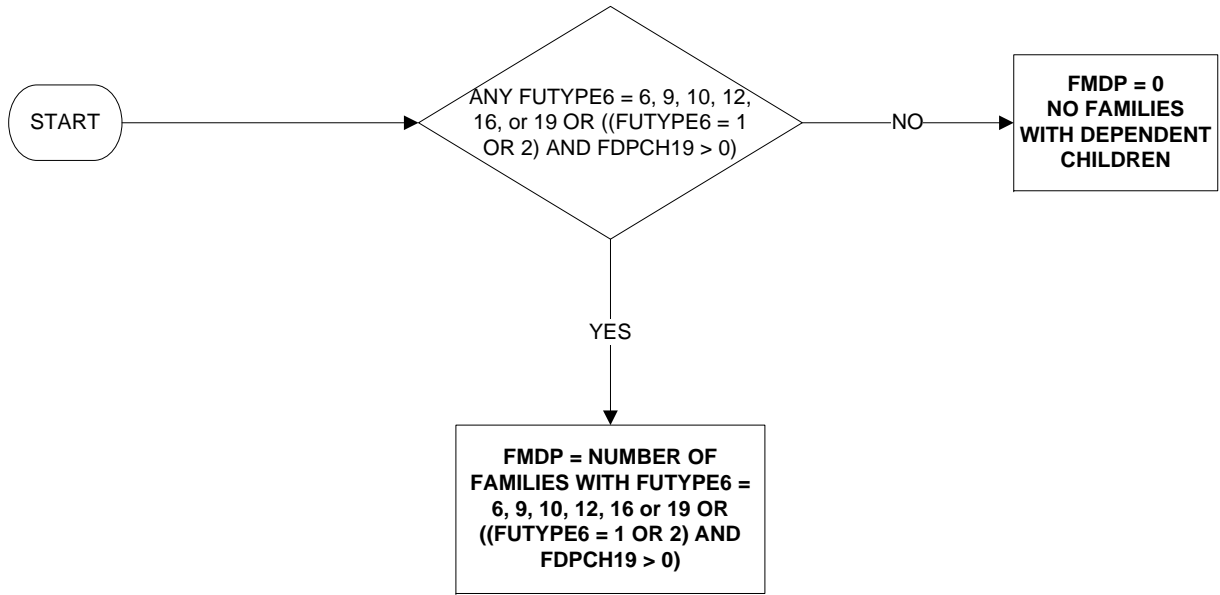 START
ANY FUTYPE6 = 6, 9, 10, 12,
16, or 19 OR ((FUTYPE6 = 1
OR 2) AND FDPCH19 > 0)
NO
FMDP = 0
NO FAMILIES
WITH DEPENDENT
CHILDREN
YES
FMDP = NUMBER OF
FAMILIES WITH FUTYPE6 =
6, 9, 10, 12, 16 or 19 OR
((FUTYPE6 = 1 OR 2) AND
FDPCH19 > 0)